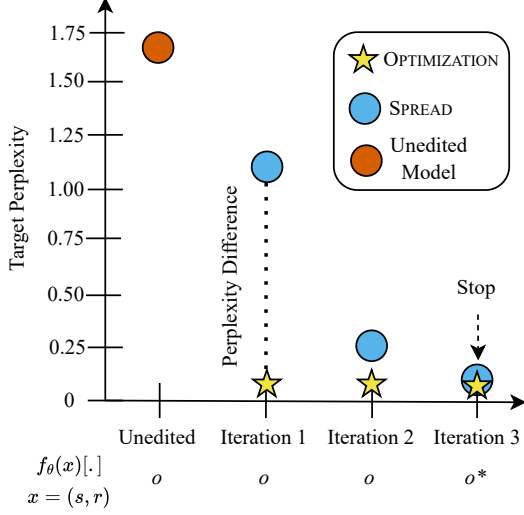 1.75
1.50
1.25
1.00
0.75
0.50
0.25
0
Target Perplexity
OPTIMIZATION
SPREAD
Unedited
Model
Perplexity Difference
Stop
Unedited Iteration 1 Iteration 2 Iteration 3
f_θ(x)[.]
x = (s, r)
o o o o*